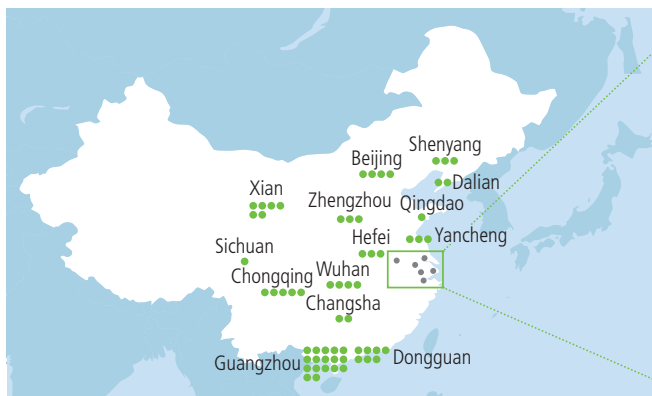 Shenyang
Beijing
Dalian
Xian
Zhengzhou
Qingdao
Hefei
Yancheng
Sichuan
Chongqing
Wuhan
Changsha
Guangzhou
Dongguan